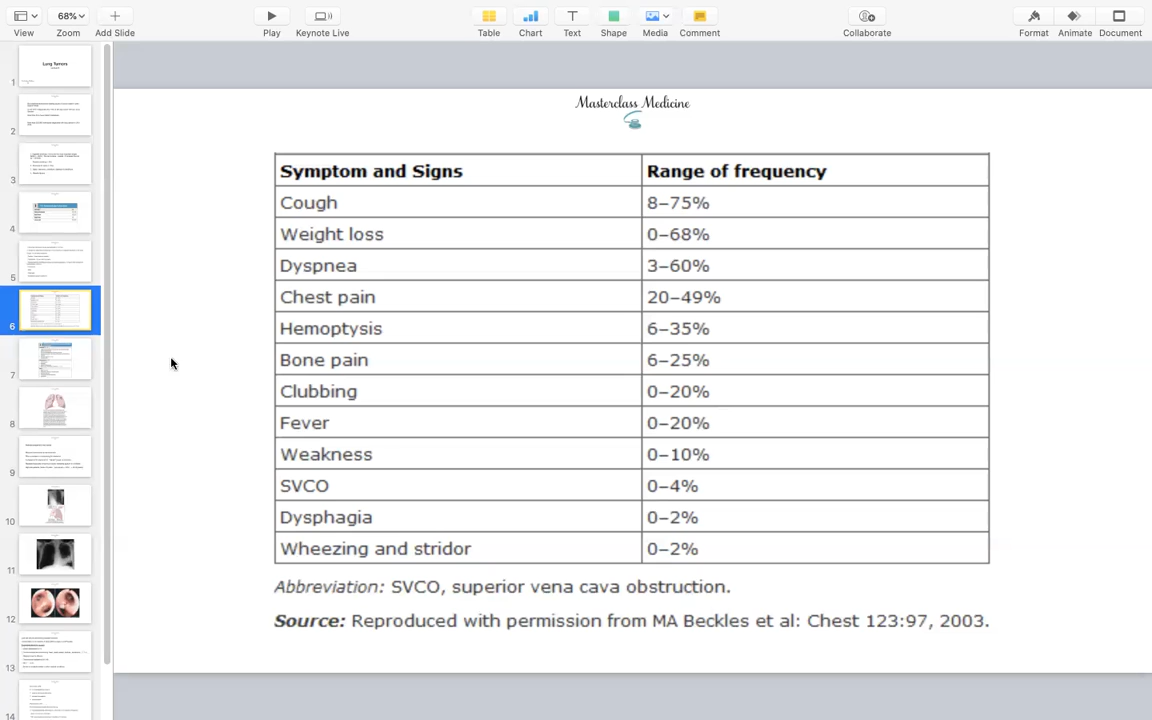 68%
View
Zoom
Add Slide
Play
Keynote Live
Table
Chart
Text
Shape
Media
Comment
Collaborate
Format
Animate
Document
Lung Tumors
1
2
3
4
5
6
7
8
9
10
11
12
13
14
Masterclass Medicine
Symptom and Signs Range of frequency
Cough 8–75%
Weight loss 0–68%
Dyspnea 3–60%
Chest pain 20–49%
Hemoptysis 6–35%
Bone pain 6–25%
Clubbing 0–20%
Fever 0–20%
Weakness 0–10%
SVCO 0–4%
Dysphagia 0–2%
Wheezing and stridor 0–2%
Abbreviation: SVCO, superior vena cava obstruction.
Source: Reproduced with permission from MA Beckles et al: Chest 123:97, 2003.